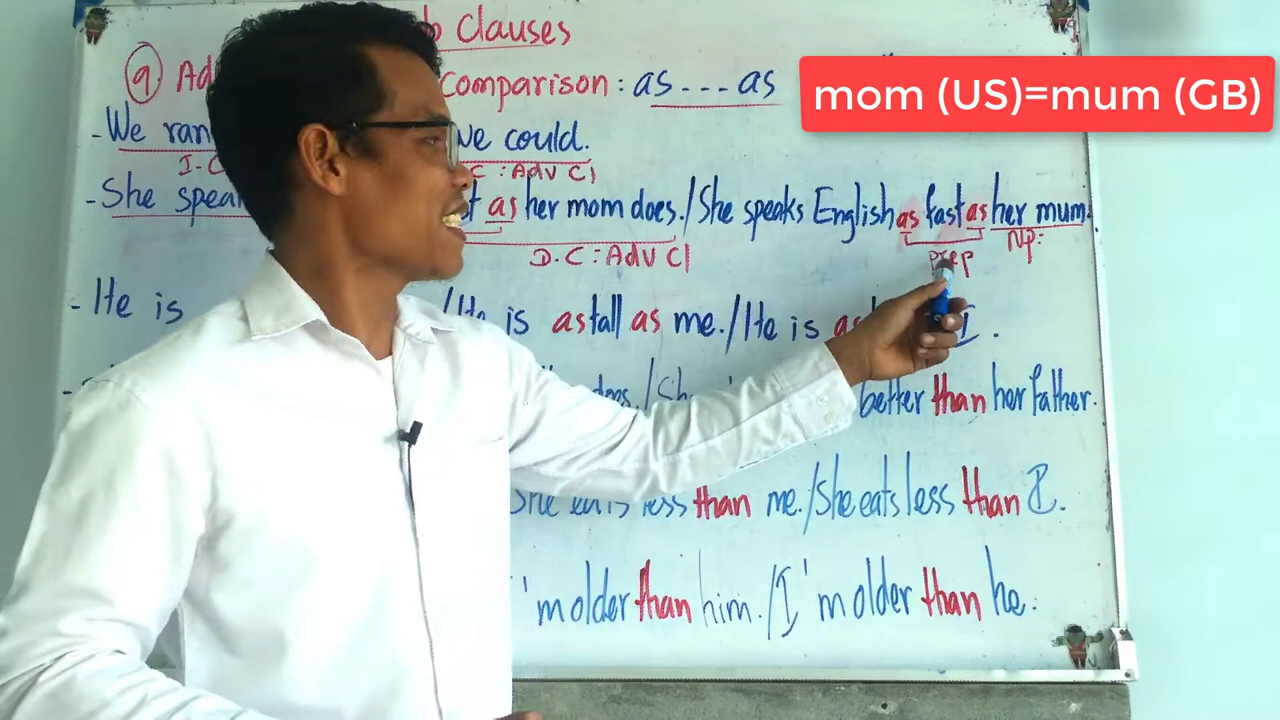 Clauses
9 Ad comparison : as - - - as
mom (US)=mum (GB)
- We ran we could.
I.C C : Adv Cl
- She speak as her mom does./She speaks English as fast as her mum.
D.C : Adv Cl prep Np:
- He is /He is as tall as me./He is as I.
does./She better than her father.
She eats less than me./She eats less than I.
'm older than him./I'm older than he.